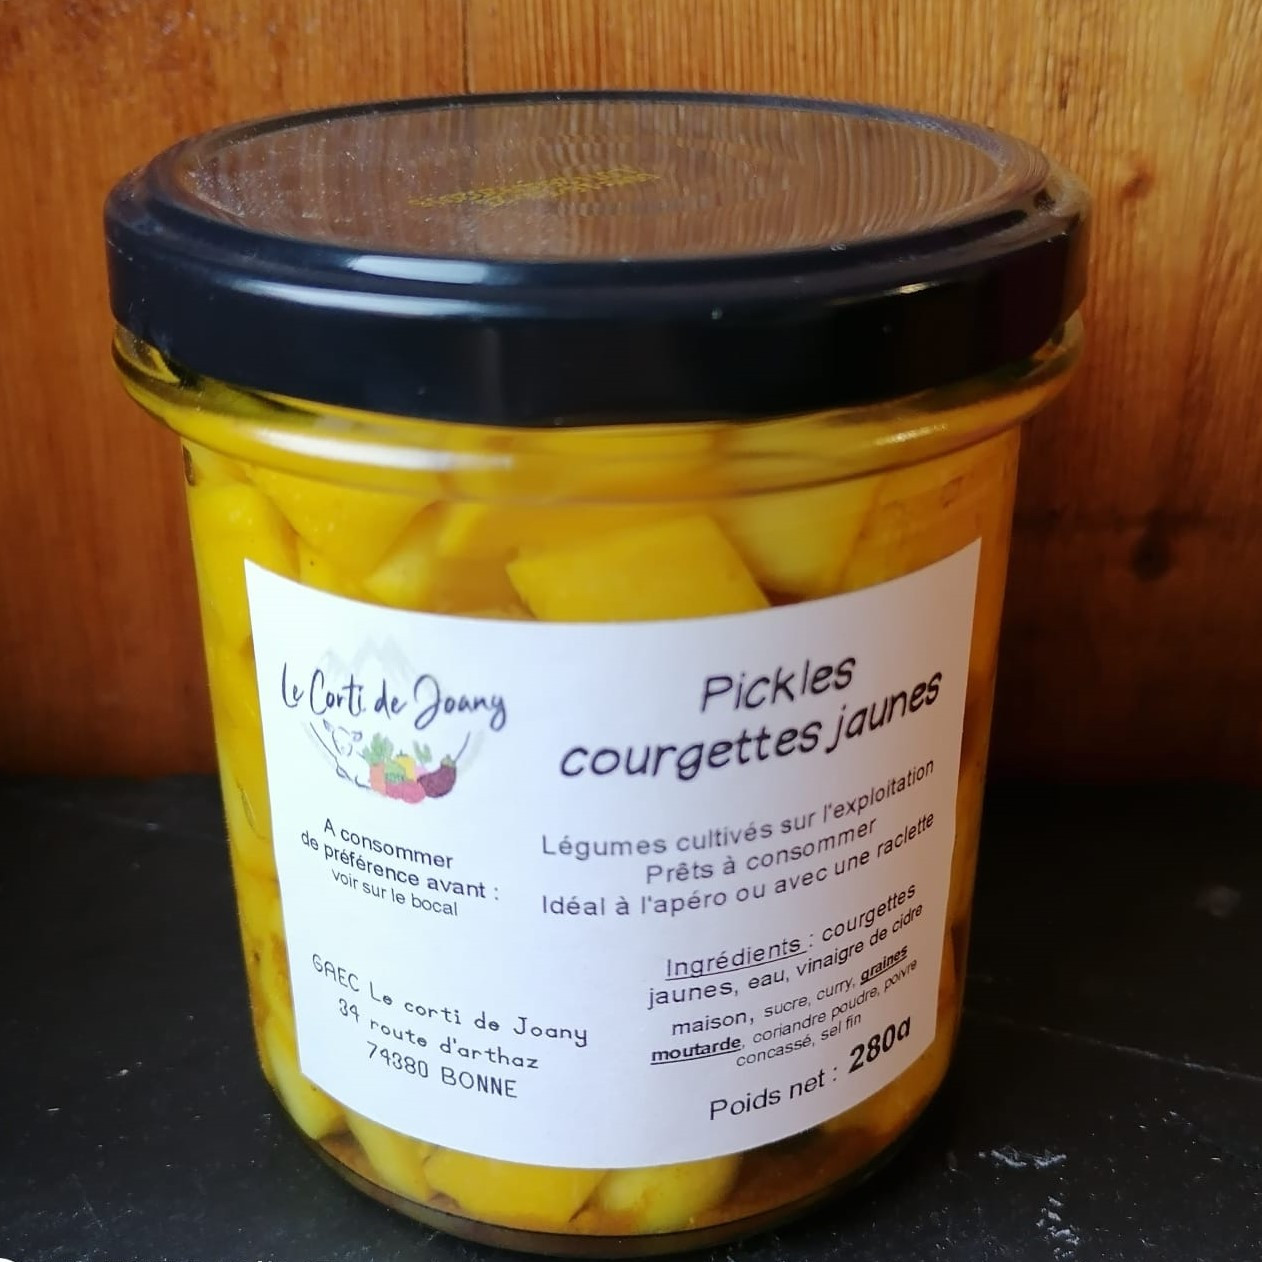 Le Corti de Joany
Pickles
courgettes jaunes
A consommer
de préférence avant :
voir sur le bocal
Légumes cultivés sur l'exploitation
Prêts à consommer
Idéal à l'apéro ou avec une raclette
GAEC Le corti de Joany
34 route d'arthaz
74380 BONNE
Ingrédients : courgettes
jaunes, eau, vinaigre de cidre
maison, sucre, curry, graines
moutarde, coriandre poudre, poivre
concassé, sel fin
Poids net : 280g